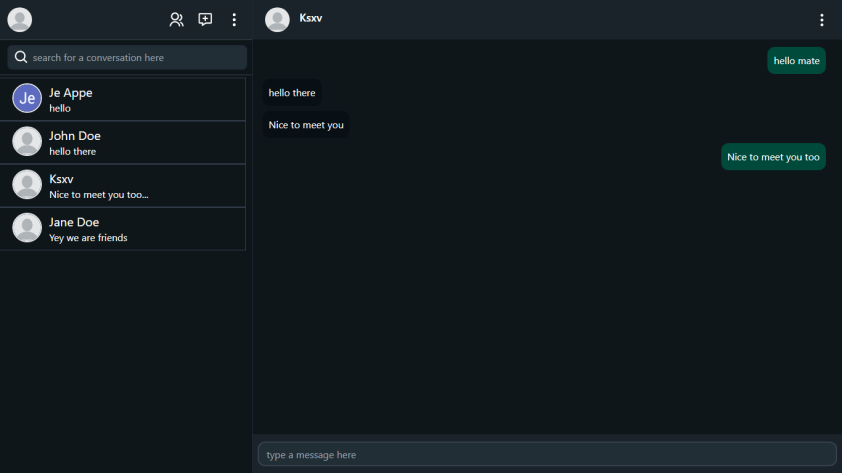 Ksxv
search for a conversation here
Je
Je Appe
hello
John Doe
hello there
Ksxv
Nice to meet you too...
Jane Doe
Yey we are friends
hello mate
hello there
Nice to meet you
Nice to meet you too
type a message here